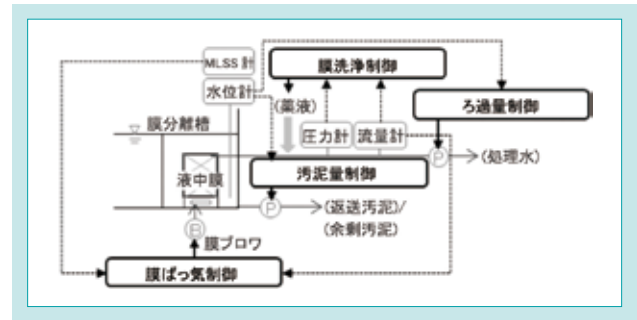 MLSS計
膜洗浄制御
水位計
(薬液)
ろ過量制御
膜分離槽
圧力計
流量計
P
(処理水)
液中膜
汚泥量制御
P
(返送汚泥)/
(余剰汚泥)
B
膜ブロワ
膜ばっ気制御